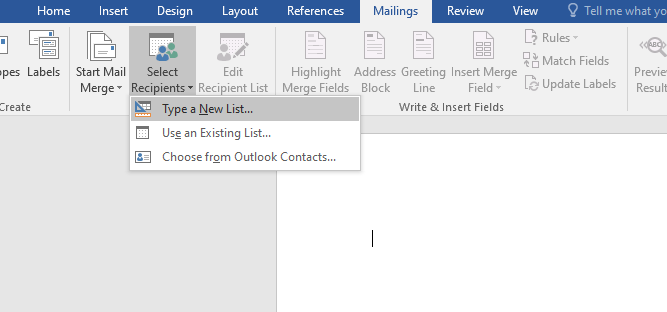 Home Insert Design Layout References Mailings Review View Tell me what you
opes Labels Start Mail Merge Select Recipients Edit Recipient List Highlight Merge Fields Address Block Greeting Line Insert Merge Field Rules Match Fields Update Labels Preview Result
Create Write & Insert Fields
Type a New List...
Use an Existing List...
Choose from Outlook Contacts...